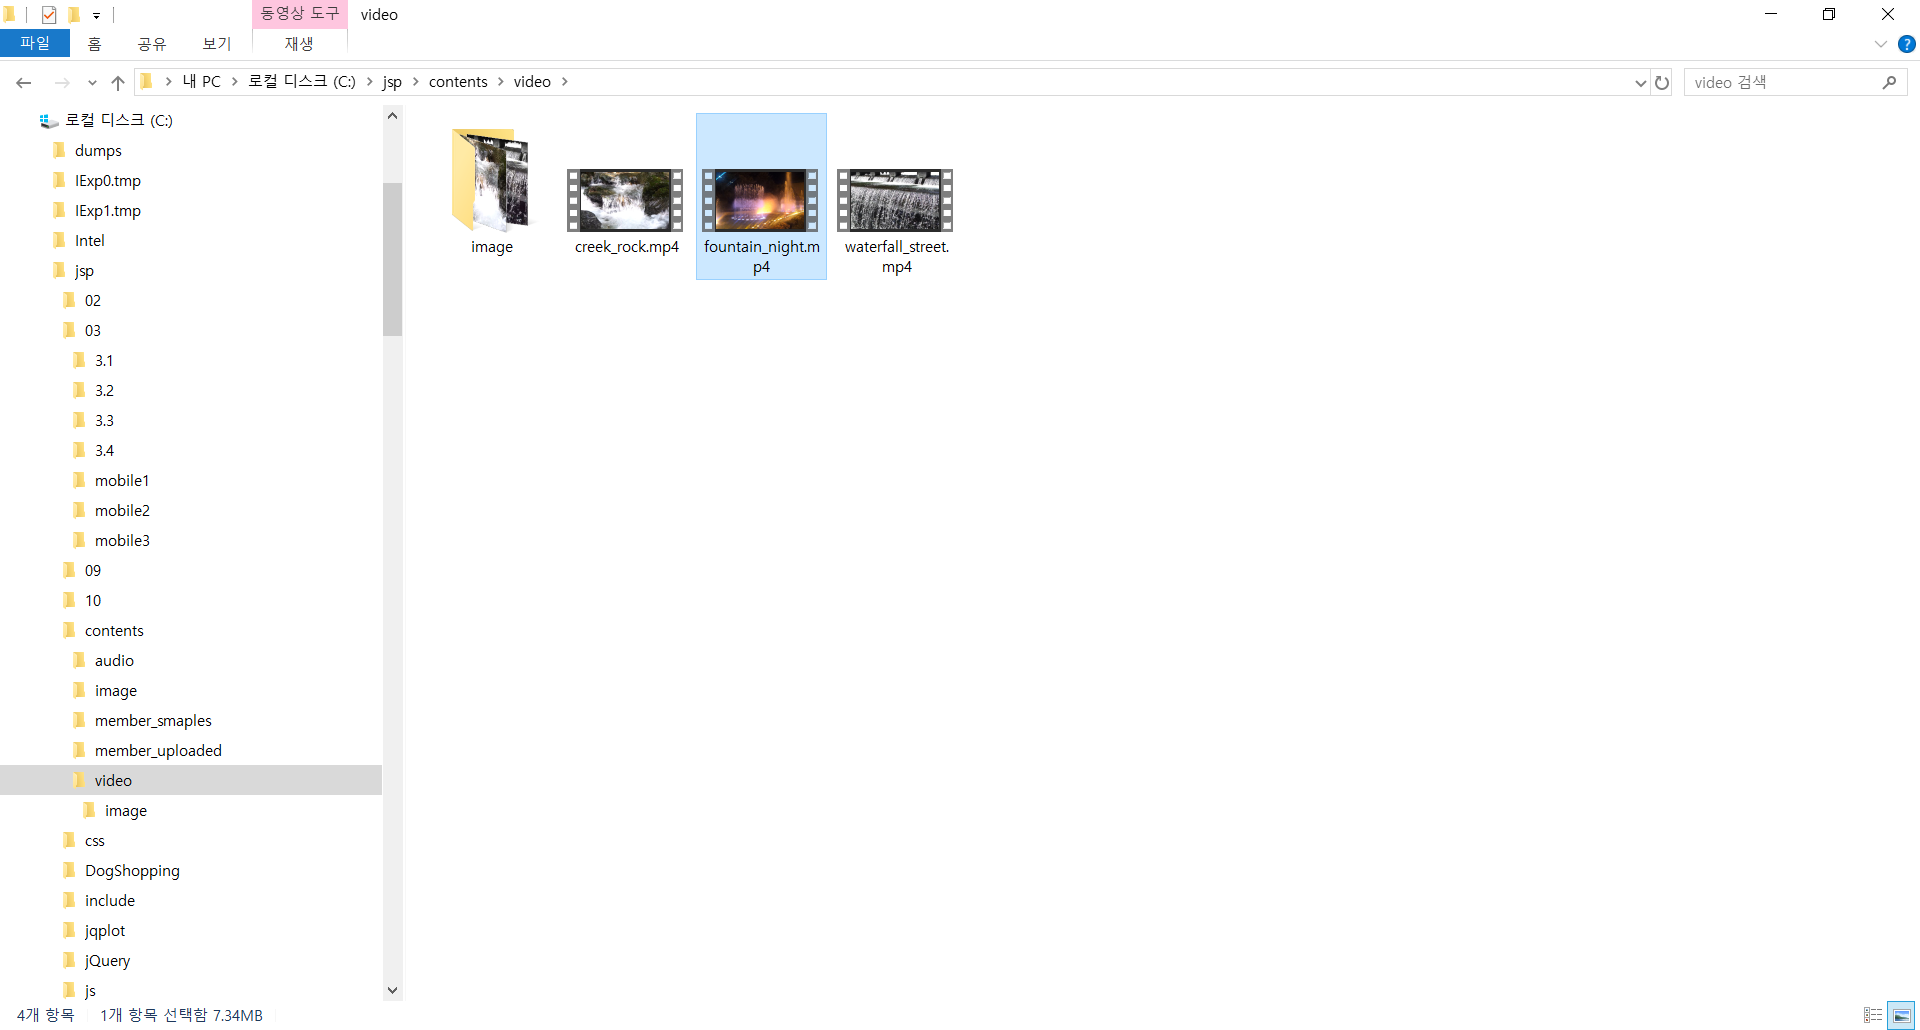 동영상 도구 video
파일 홈 공유 보기 재생
내 PC 로컬 디스크 (C:) jsp contents video
video 검색
로컬 디스크 (C:)
dumps
IExp0.tmp
IExp1.tmp
Intel
jsp
02
03
3.1
3.2
3.3
3.4
mobile1
mobile2
mobile3
09
10
contents
audio
image
member_smaples
member_uploaded
video
image
css
DogShopping
include
jqplot
jQuery
js
image
creek_rock.mp4
fountain_night.m
p4
waterfall_street.
mp4
4개 항목 1개 항목 선택함 7.34MB